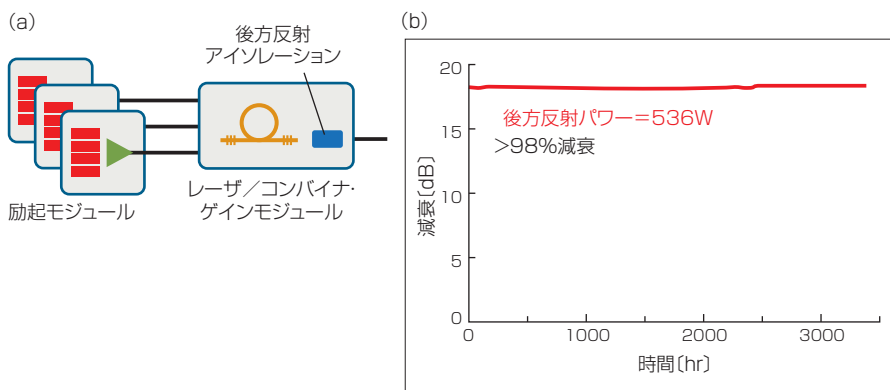 (a)
後方反射
アイソレーション
励起モジュール
レーザ／コンバイナ・
ゲインモジュール
(b)
減衰〔dB〕
20
15
10
5
0
後方反射パワー＝536W
>98%減衰
0
1000
2000
3000
時間〔hr〕